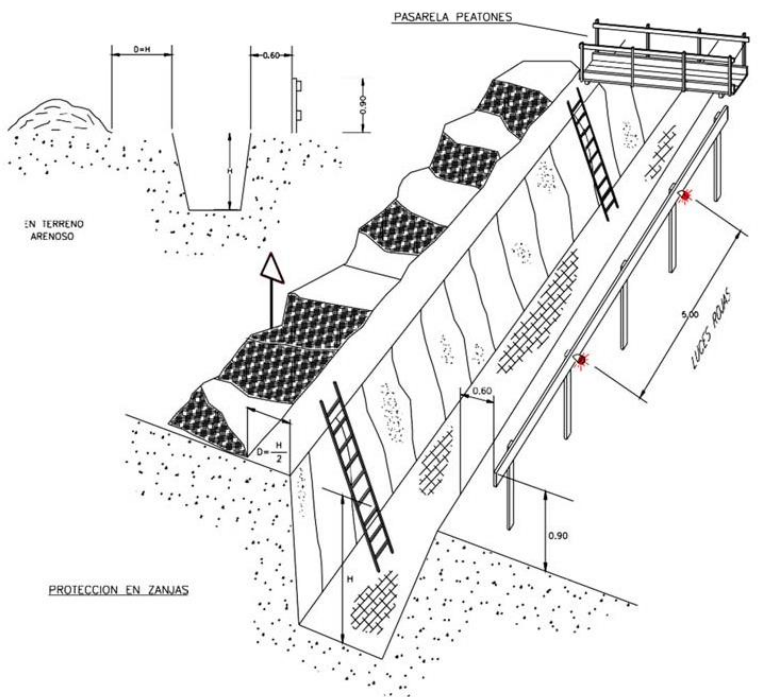 PASARELA PEATONES
D=H
0,60
0,90
H
EN TERRENO
ARENOSO
5,00
LUCES ROJAS
0,60
D= H
2
H
0,90
PROTECCION EN ZANJAS